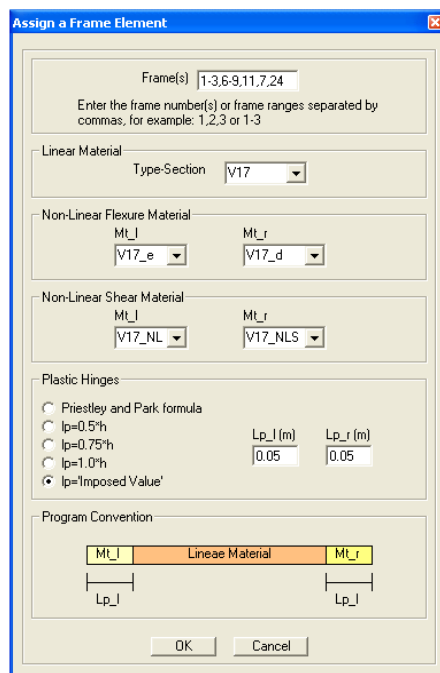 Assign a Frame Element
Frame(s) 1-3,6-9,11,7,24
Enter the frame number(s) or frame ranges separated by
commas, for example: 1,2,3 or 1-3
Linear Material
Type-Section V17
Non-Linear Flexure Material
Mt_l Mt_r
V17_e V17_d
Non-Linear Shear Material
Mt_l Mt_r
V17_NL V17_NLS
Plastic Hinges
Priestley and Park formula
lp=0.5*h
lp=0.75*h
lp=1.0*h
lp='Imposed Value'
Lp_l (m) Lp_r (m)
0.05 0.05
Program Convention
Mt_l Lineae Material Mt_r
Lp_l Lp_l
OK Cancel